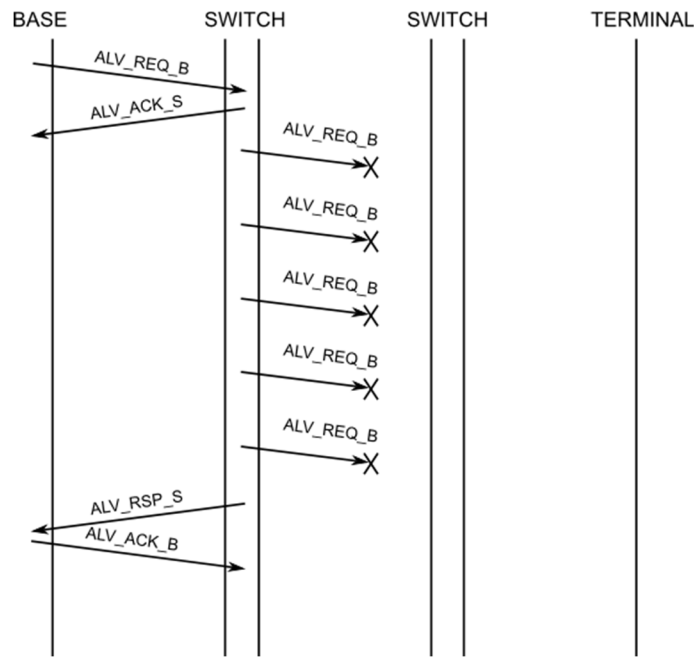 BASE SWITCH SWITCH TERMINAL
ALV_REQ_B
ALV_ACK_S
ALV_REQ_B
ALV_REQ_B
ALV_REQ_B
ALV_REQ_B
ALV_REQ_B
ALV_RSP_S
ALV_ACK_B